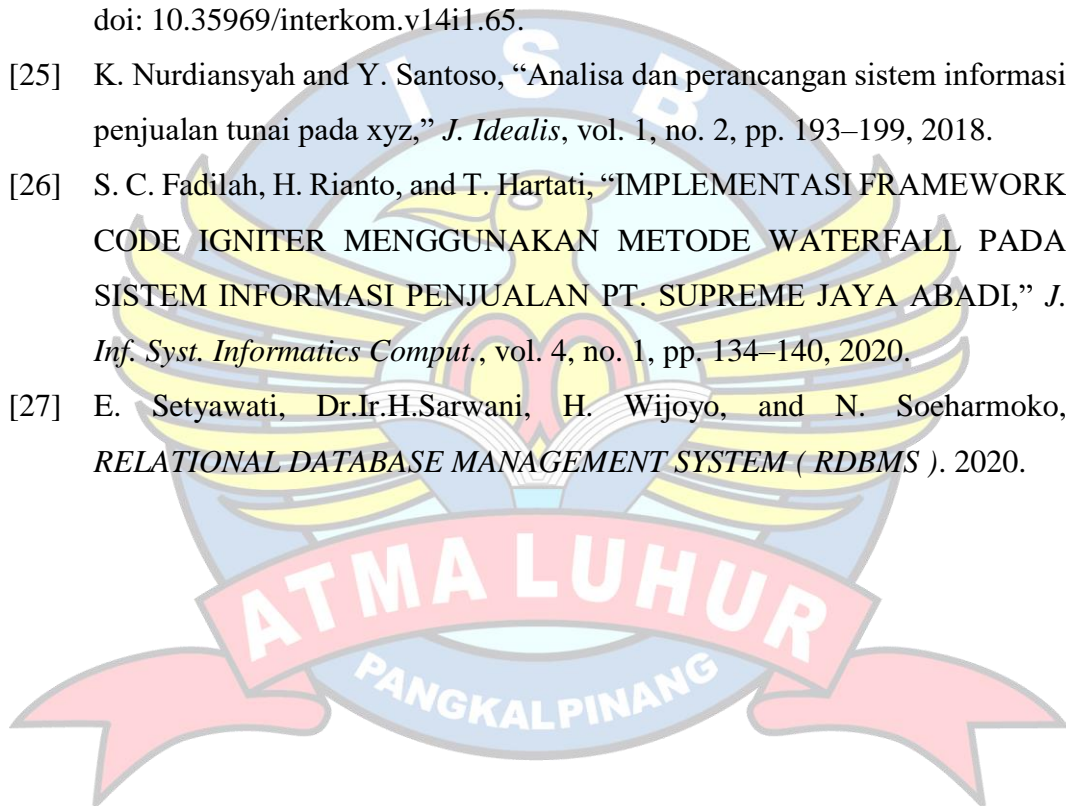 doi: 10.35969/interkom.v14i1.65.
[25] K. Nurdiansyah and Y. Santoso, “Analisa dan perancangan sistem informasi
penjualan tunai pada xyz,” J. Idealis, vol. 1, no. 2, pp. 193–199, 2018.
[26] S. C. Fadilah, H. Rianto, and T. Hartati, “IMPLEMENTASI FRAMEWORK
CODE IGNITER MENGGUNAKAN METODE WATERFALL PADA
SISTEM INFORMASI PENJUALAN PT. SUPREME JAYA ABADI,” J.
Inf. Syst. Informatics Comput., vol. 4, no. 1, pp. 134–140, 2020.
[27] E. Setyawati, Dr.Ir.H.Sarwani, H. Wijoyo, and N. Soeharmoko,
RELATIONAL DATABASE MANAGEMENT SYSTEM ( RDBMS ). 2020.
I S B
ATMA LUHUR
PANGKALPINANG